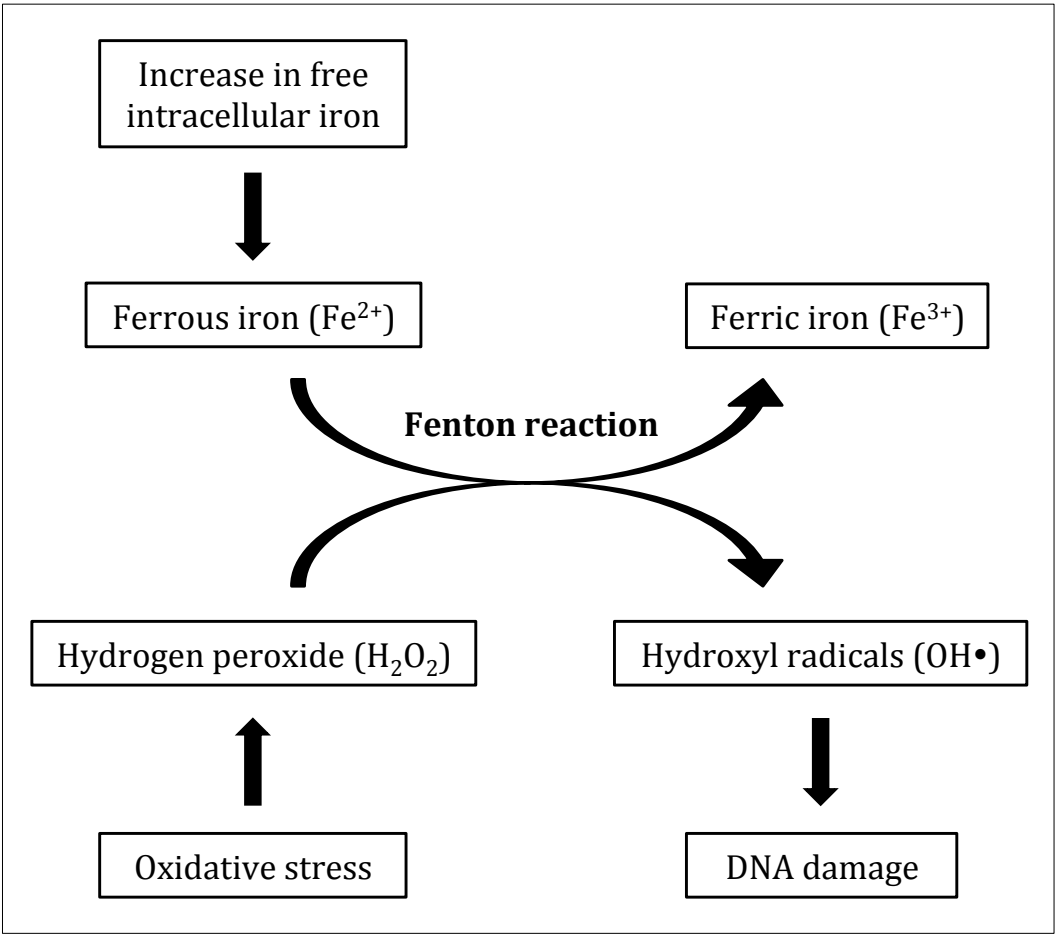 Increase in free
intracellular iron
Ferrous iron (Fe²⁺)
Ferric iron (Fe³⁺)
Fenton reaction
Hydrogen peroxide (H₂O₂)
Hydroxyl radicals (OH•)
Oxidative stress
DNA damage